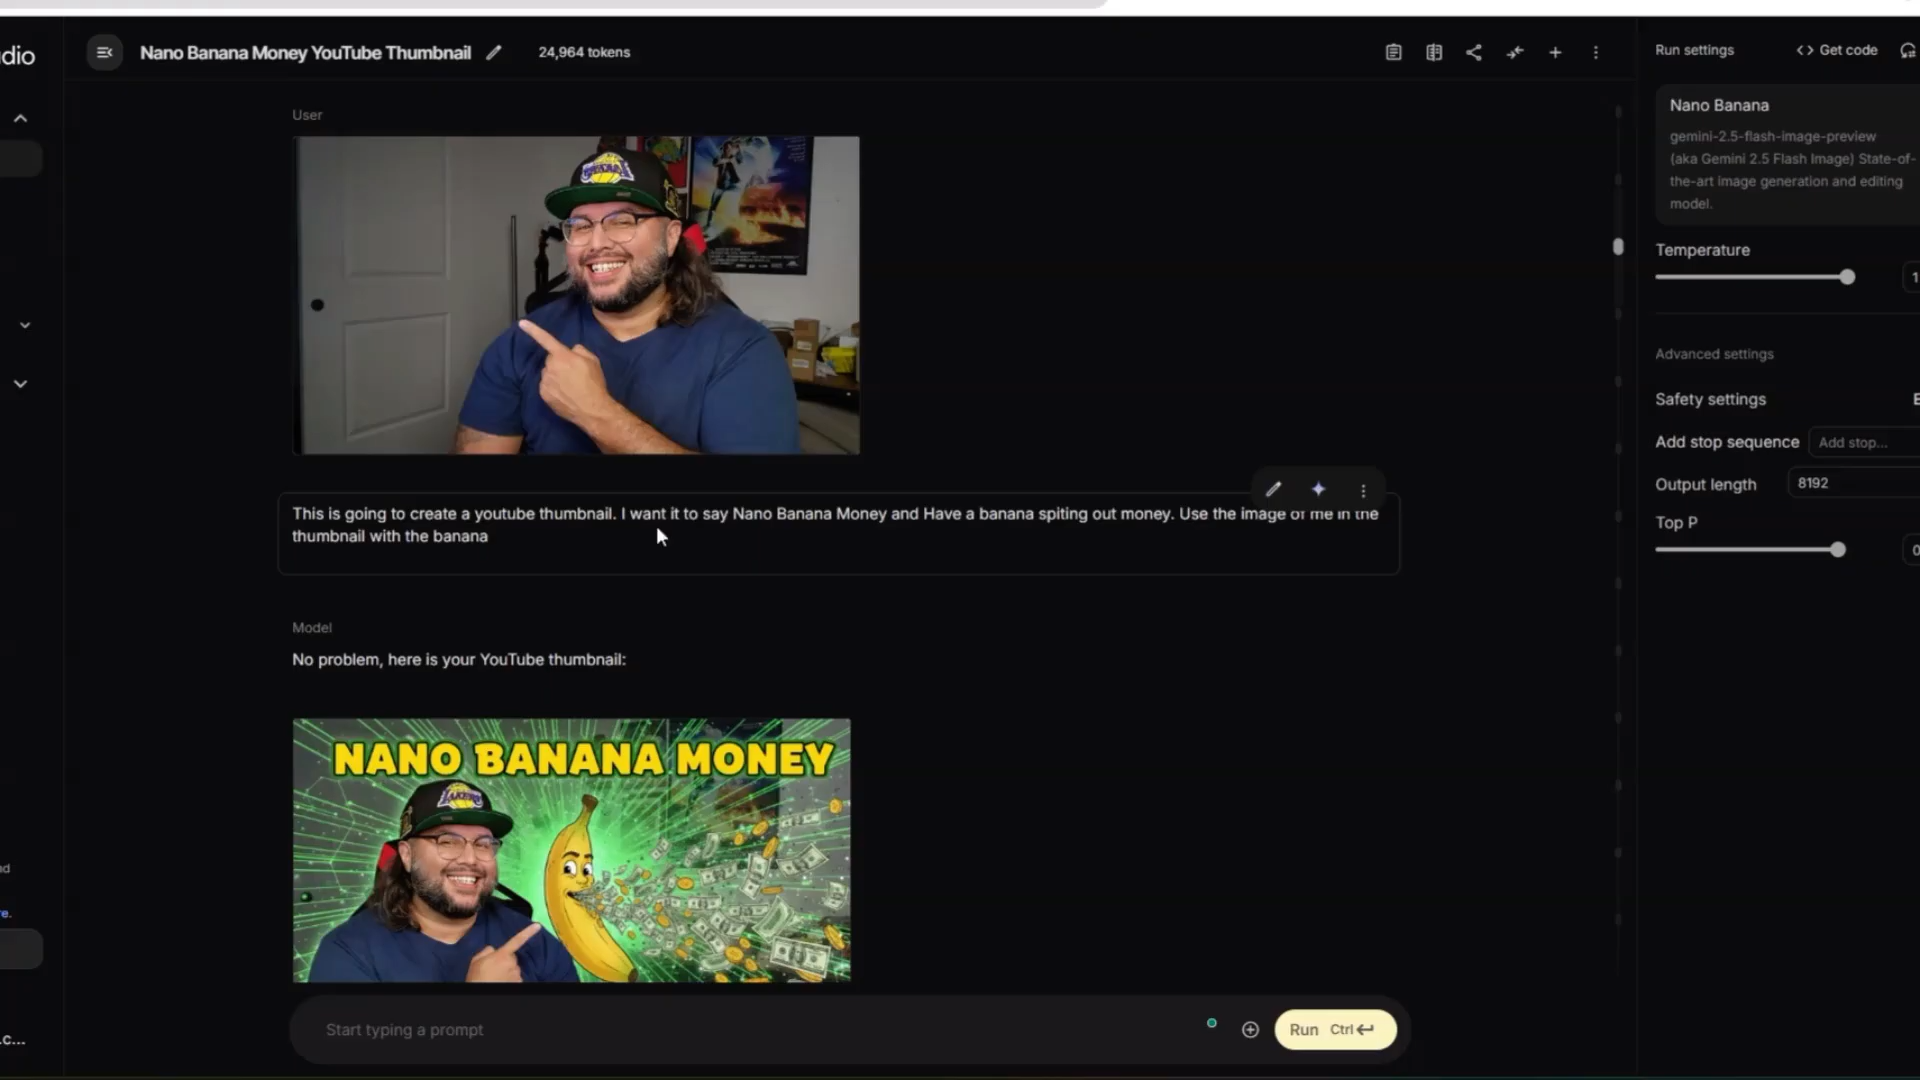 dio
Nano Banana Money YouTube Thumbnail
24,964 tokens
Run settings
Get code
User
Nano Banana
gemini-2.5-flash-image-preview
(aka Gemini 2.5 Flash Image) State-of-
the-art image generation and editing
model.
Temperature
1
Advanced settings
Safety settings
E
Add stop sequence
Add stop...
Output length
8192
Top P
0
This is going to create a youtube thumbnail. I want it to say Nano Banana Money and Have a banana spiting out money. Use the image of me in the
thumbnail with the banana
Model
No problem, here is your YouTube thumbnail:
NANO BANANA MONEY
LAKERS
Start typing a prompt
Run Ctrl
.c...